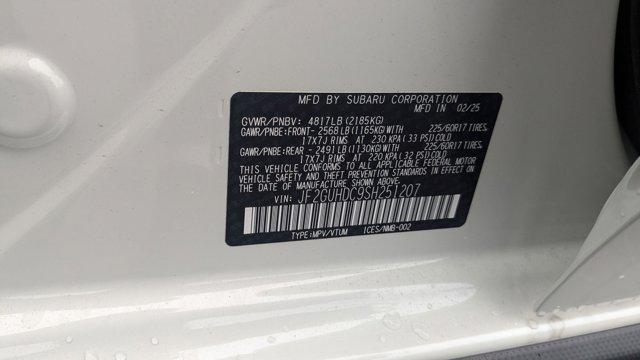 MFD BY SUBARU CORPORATION
MFD IN 02/25
GVWR/PNBV: 4817LB (2185KG)
GAWR/PNBE:FRONT- 2568LB(1165KG)WITH 225/60R17 TIRES,
17X7J RIMS AT 230 KPA (33 PSI)COLD
GAWR/PNBE:REAR - 2491LB(1130KG)WITH 225/60R17 TIRES,
17X7J RIMS AT 220 KPA (32 PSI)COLD
THIS VEHICLE CONFORMS TO ALL APPLICABLE FEDERAL MOTOR
VEHICLE SAFETY AND THEFT PREVENTION STANDARDS IN EFFECT ON
THE DATE OF MANUFACTURE SHOWN ABOVE.
VIN: JF2GUHDC9SH251207
TYPE:MPV/VTUM ICES/NMB-002